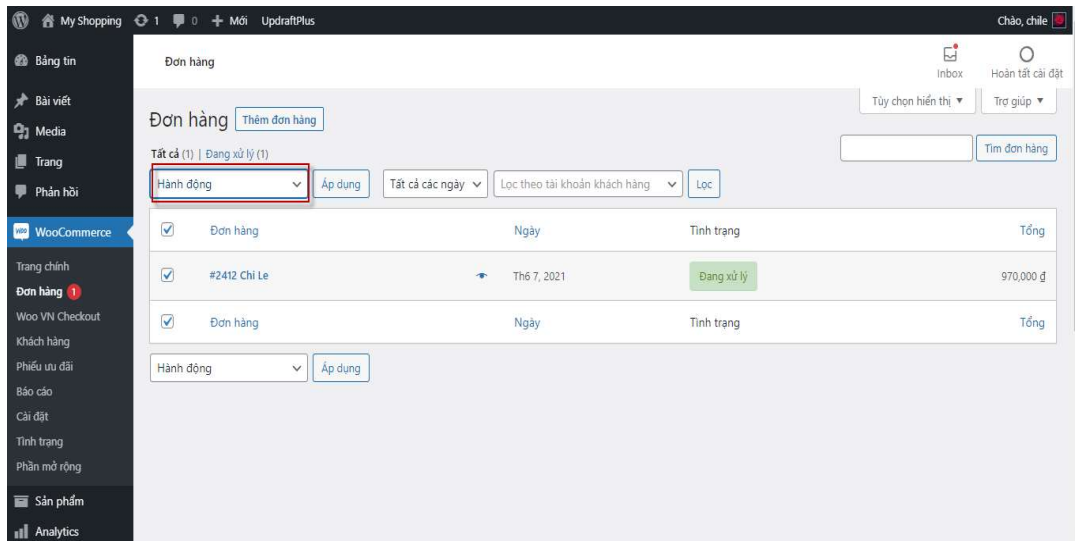 My Shopping 1 0 + Mới UpdraftPlus Chào, chile
Bảng tin
Bài viết
Media
Trang
Phản hồi
WooCommerce
Trang chính
Đơn hàng 1
Woo VN Checkout
Khách hàng
Phiếu ưu đãi
Báo cáo
Cài đặt
Tình trạng
Phần mở rộng
Sản phẩm
Analytics
Đơn hàng
Inbox
Hoàn tất cài đặt
Tùy chọn hiển thị ▼ Trợ giúp ▼
Đơn hàng Thêm đơn hàng
Tất cả (1) | Đang xử lý (1)
Tìm đơn hàng
Hành động Áp dụng Tất cả các ngày Lọc theo tài khoản khách hàng Lọc
Đơn hàng Ngày Tình trạng Tổng
#2412 Chi Le Th6 7, 2021 Đang xử lý 970,000 ₫
Đơn hàng Ngày Tình trạng Tổng
Hành động Áp dụng